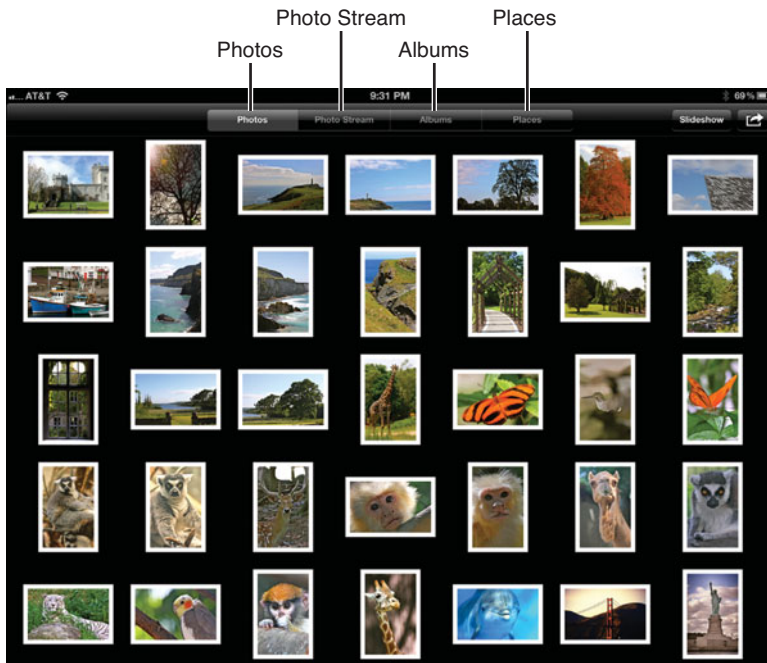 Photo Stream Places
Photos Albums
AT&T 9:31 PM 69%
Photos Photo Stream Albums Places Slideshow